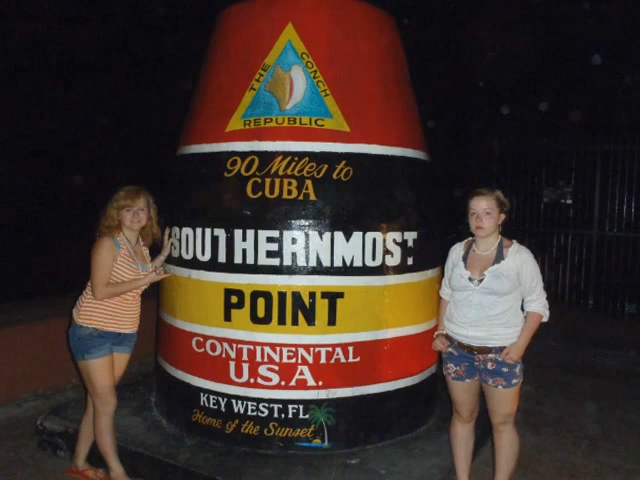 THE CONCH
REPUBLIC
90 Miles to
CUBA
SOUTHERNMOST
POINT
CONTINENTAL
U.S.A.
KEY WEST, FL
Home of the Sunset